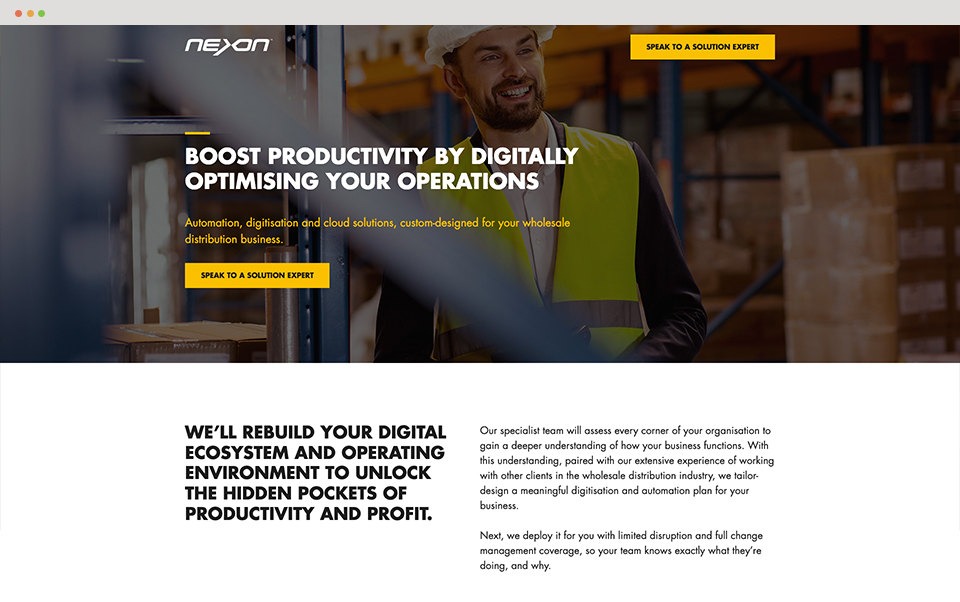 nexon
SPEAK TO A SOLUTION EXPERT
BOOST PRODUCTIVITY BY DIGITALLY
OPTIMISING YOUR OPERATIONS
Automation, digitisation and cloud solutions, custom-designed for your wholesale
distribution business.
SPEAK TO A SOLUTION EXPERT
WE’LL REBUILD YOUR DIGITAL
ECOSYSTEM AND OPERATING
ENVIRONMENT TO UNLOCK
THE HIDDEN POCKETS OF
PRODUCTIVITY AND PROFIT.
Our specialist team will assess every corner of your organisation to
gain a deeper understanding of how your business functions. With
this understanding, paired with our extensive experience of working
with other clients in the wholesale distribution industry, we tailor-
design a meaningful digitisation and automation plan for your
business.
Next, we deploy it for you with limited disruption and full change
management coverage, so your team knows exactly what they’re
doing, and why.